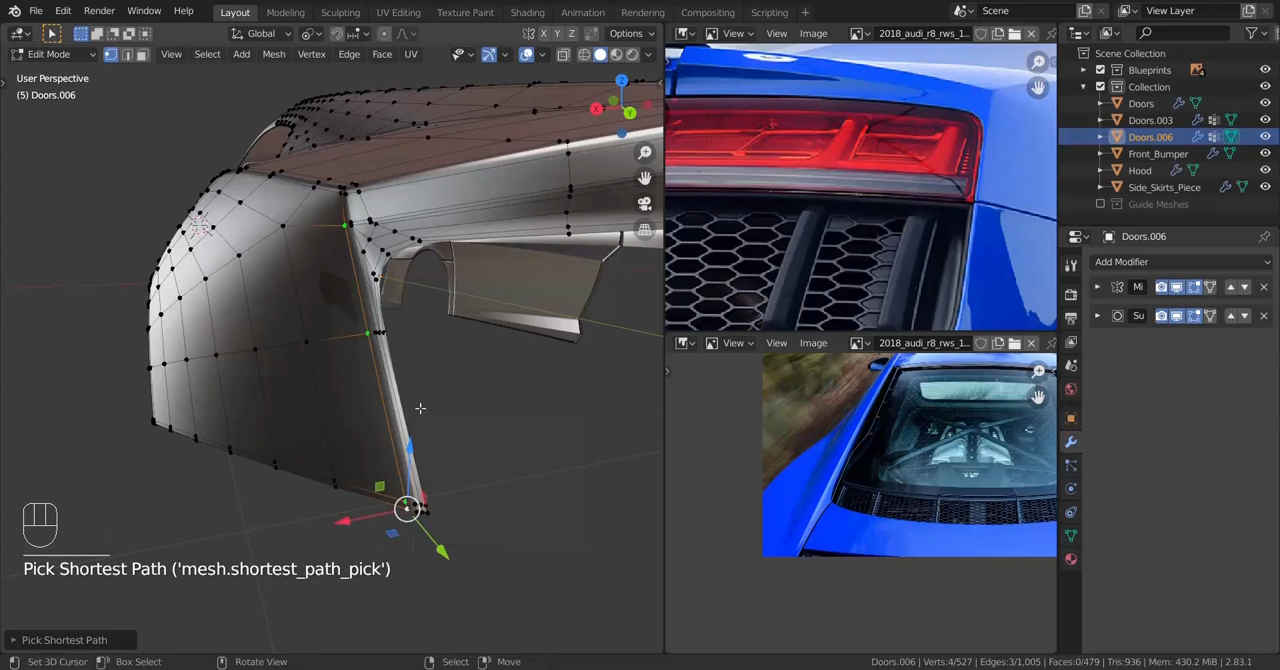 File Edit Render Window Help Layout Modeling Sculpting UV Editing Texture Paint Shading Animation Rendering Compositing Scripting + Scene View Layer
Global X Y Z Options View View Image 2018_audi_r8_rws_1...
Edit Mode View Select Add Mesh Vertex Edge Face UV
User Perspective
(5) Doors.006
Z
X
Y
Scene Collection
Blueprints 4
Collection
Doors
Doors.003
Doors.006
Front_Bumper
Hood
Side_Skirts_Piece
Guide Meshes
Doors.006
Add Modifier
Mi
Su
View View Image 2018_audi_r8_rws_1...
Pick Shortest Path ('mesh.shortest_path_pick')
Pick Shortest Path
Set 3D Cursor Box Select Rotate View Select Move Doors.006 | Verts:4/527 | Edges:3/1,005 | Faces:0/479 | Tris:936 | Mem: 430.2 MiB | 2.83.1